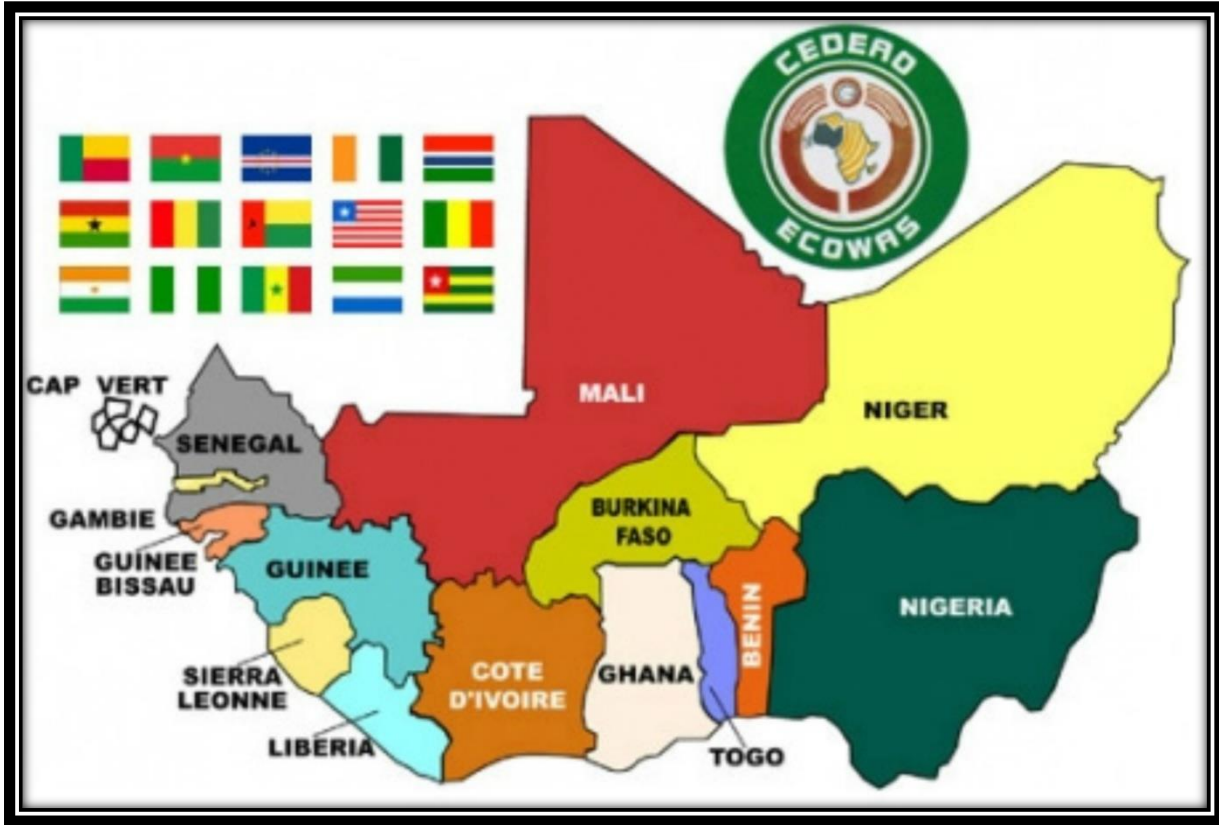 CEDEAO
ECOWAS
MALI
CAP VERT
NIGER
SENEGAL
BURKINA
FASO
GAMBIE
GUINEE
BISSAU
GUINEE
NIGERIA
BENIN
SIERRA
LEONNE
COTE
D'IVOIRE
GHANA
LIBERIA
TOGO